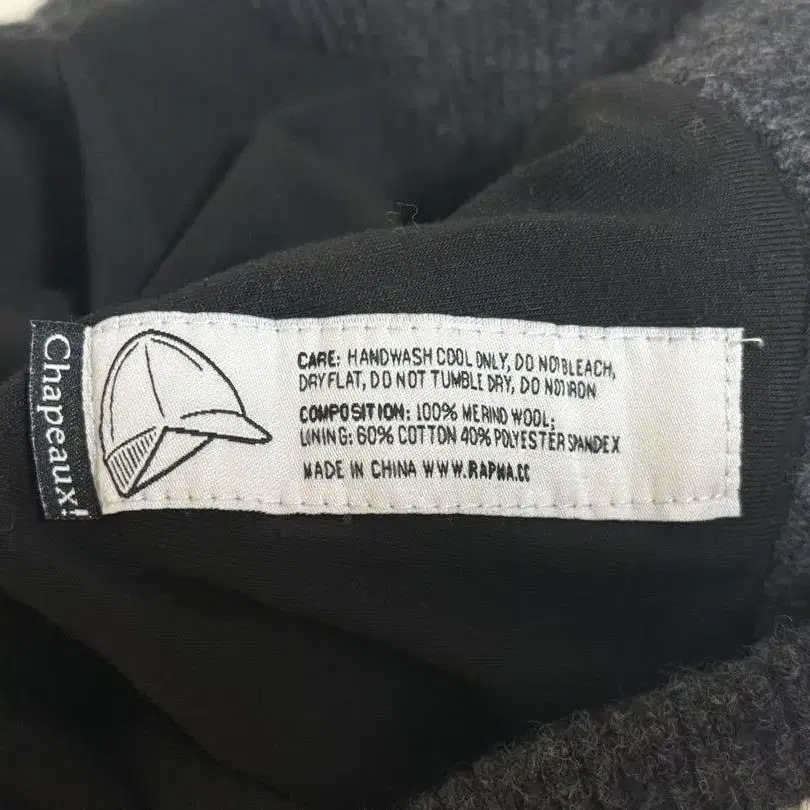 Chapeaux!
CARE: HANDWASH COOL ONLY, DO NOT BLEACH,
DRY FLAT, DO NOT TUMBLE DRY, DO NOT IRON
COMPOSITION: 100% MERINO WOOL;
LINING: 60% COTTON 40% POLYESTER SPANDEX
MADE IN CHINA WWW.RAPHA.CC